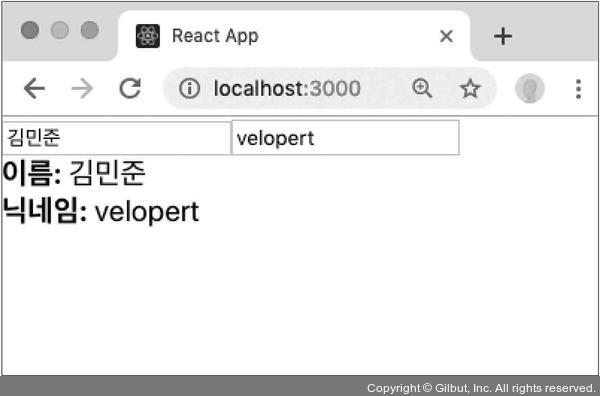 React App
localhost:3000
김민준 velopert
이름: 김민준
닉네임: velopert
Copyright © Gilbut, Inc. All rights reserved.